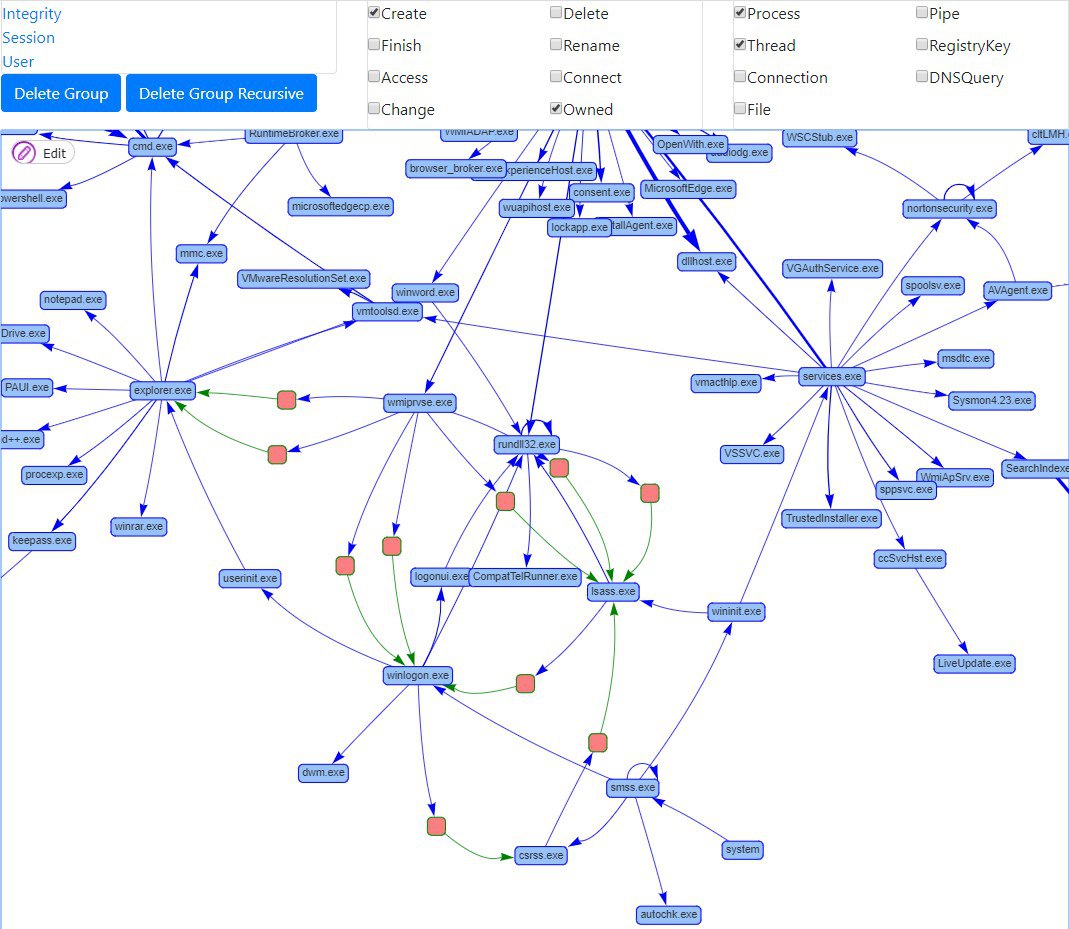 Integrity
Session
User
Delete Group
Delete Group Recursive
Create
Delete
Finish
Rename
Access
Connect
Change
Owned
Process
Pipe
Thread
RegistryKey
Connection
DNSQuery
File
Edit
cmd.exe
RuntimeBroker.exe
WMIADAP.exe
OpenWith.exe
audiodg.exe
WSCStub.exe
cltLMH.
browser_broker.exe
xperienceHost.exe
owershell.exe
microsoftedgecp.exe
wuapihost.exe
consent.exe
MicrosoftEdge.exe
lockapp.exe
tallAgent.exe
nortonsecurity.exe
mmc.exe
dllhost.exe
VGAuthService.exe
VMwareResolutionSet.exe
winword.exe
spoolsv.exe
AVAgent.exe
notepad.exe
vmtoolsd.exe
Drive.exe
msdtc.exe
PAUI.exe
explorer.exe
services.exe
vmacthlp.exe
wmiprvse.exe
Sysmon4.23.exe
d++.exe
rundll32.exe
VSSVC.exe
procexp.exe
SearchIndexe
WmiApSrv.exe
sppsvc.exe
winrar.exe
keepass.exe
TrustedInstaller.exe
ccSvcHst.exe
userinit.exe
logonui.exe
CompatTelRunner.exe
lsass.exe
wininit.exe
winlogon.exe
LiveUpdate.exe
dwm.exe
smss.exe
csrss.exe
system
autochk.exe